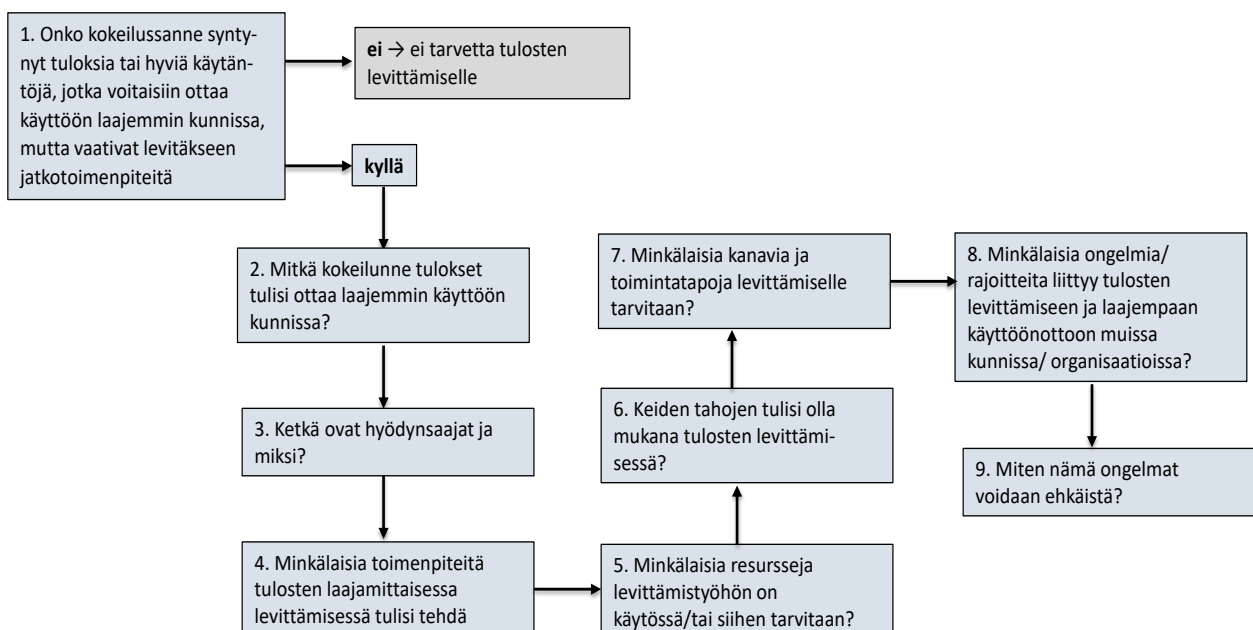 1. Onko kokeilussanne synty-
nyt tuloksia tai hyviä käytän-
töjä, jotka voitaisiin ottaa
käyttöön laajemmin kunnissa,
mutta vaativat levitäkseen
jatkotoimenpiteitä
ei → ei tarvetta tulosten
levittämiselle
kyllä
2. Mitkä kokeilunne tulokset
tulisi ottaa laajemmin käyttöön
kunnissa?
3. Ketkä ovat hyödynsaajat ja
miksi?
4. Minkälaisia toimenpiteitä
tulosten laajamittaisessa
levittämisessä tulisi tehdä
5. Minkälaisia resursseja
levittämistyöhön on
käytössä/tai siihen tarvitaan?
6. Keiden tahojen tulisi olla
mukana tulosten levittämi-
sessä?
7. Minkälaisia kanavia ja
toimintatapoja levittämiselle
tarvitaan?
8. Minkälaisia ongelmia/
rajoitteita liittyy tulosten
levittämiseen ja laajempaan
käyttöönottoon muissa
kunnissa/ organisaatioissa?
9. Miten nämä ongelmat
voidaan ehkäistä?